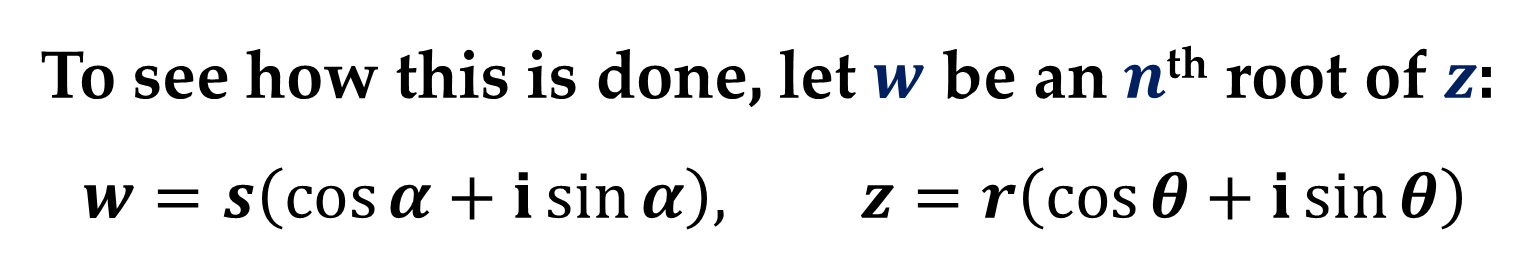 To see how this is done, let w be an nᵗʰ root of z:
w = s(cos α + i sin α),    z = r(cos θ + i sin θ)